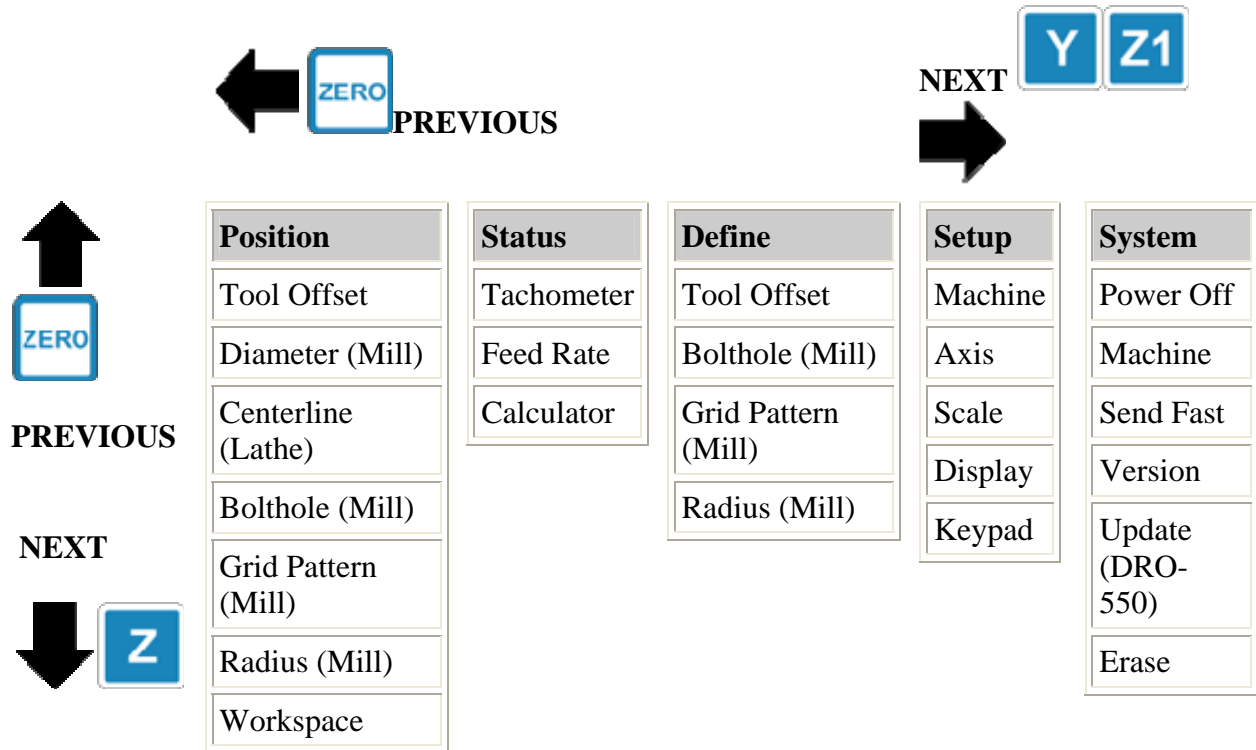 Y Z1
NEXT
ZERO
PREVIOUS
ZERO
PREVIOUS
NEXT
Z
Position
Tool Offset
Diameter (Mill)
Centerline
(Lathe)
Bolthole (Mill)
Grid Pattern
(Mill)
Radius (Mill)
Workspace
Status
Tachometer
Feed Rate
Calculator
Define
Tool Offset
Bolthole (Mill)
Grid Pattern
(Mill)
Radius (Mill)
Setup
Machine
Axis
Scale
Display
Keypad
System
Power Off
Machine
Send Fast
Version
Update
(DRO-
550)
Erase